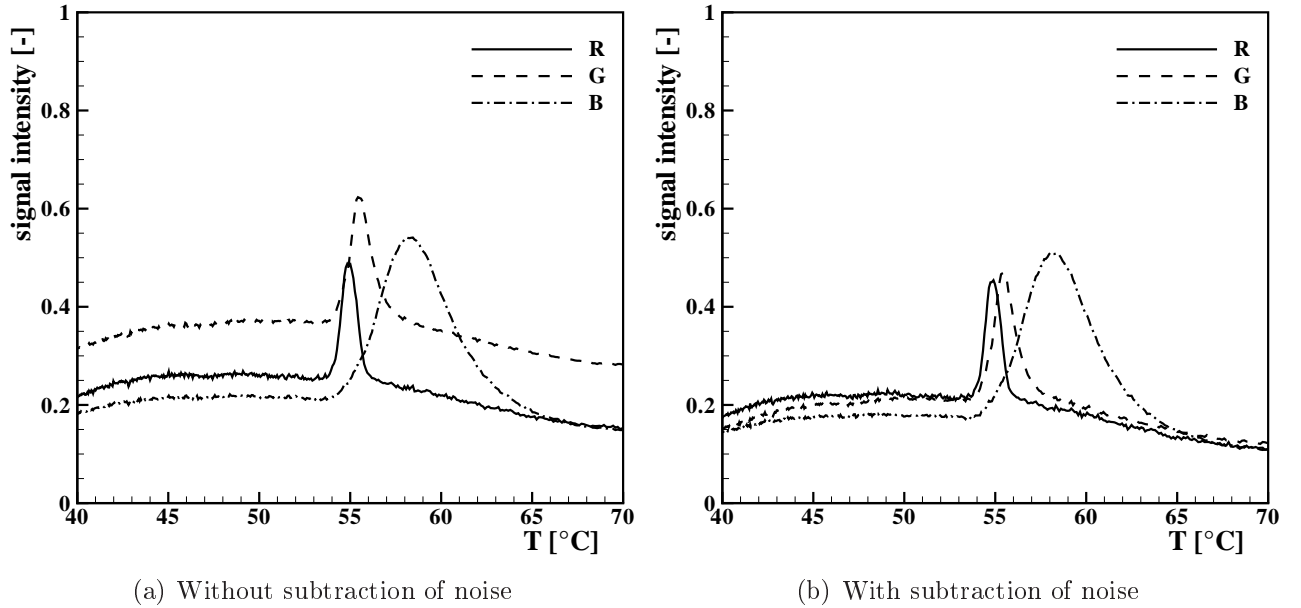 signal intensity [-]
1
0.8
0.6
0.4
0.2
0
R
G
B
40 45 50 55 60 65 70
T [°C]
(a) Without subtraction of noise
signal intensity [-]
1
0.8
0.6
0.4
0.2
0
R
G
B
40 45 50 55 60 65 70
T [°C]
(b) With subtraction of noise